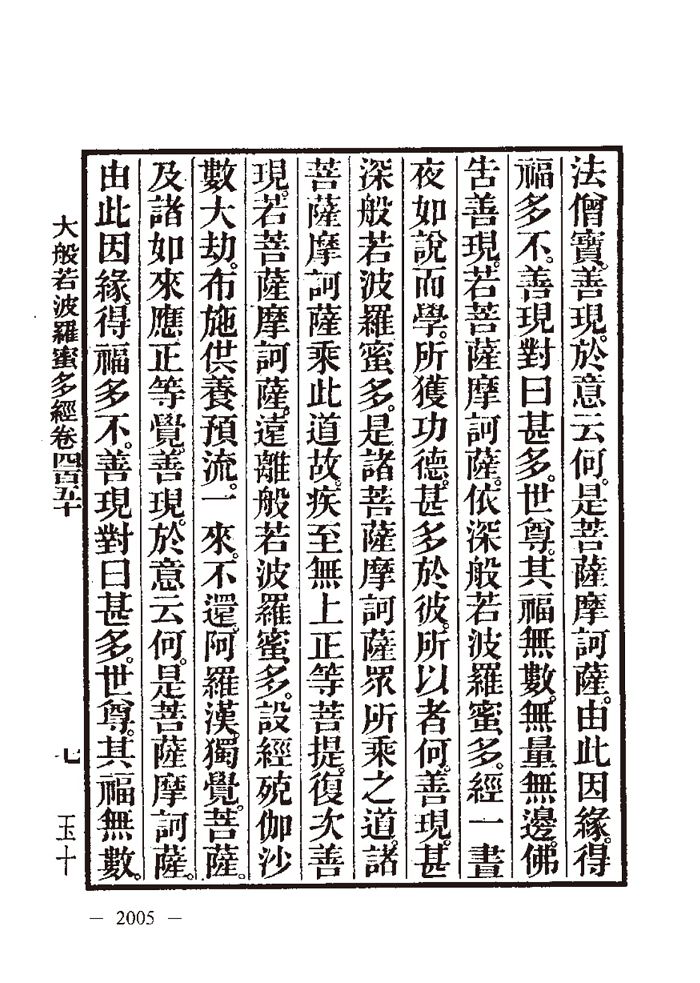 法僧寶。善現。於意云何。是菩薩摩訶薩。由此因緣。得
福多不。善現對曰甚多。世尊。其福無數。無量無邊。佛
告善現。若菩薩摩訶薩。依深般若波羅蜜多。經一晝
夜如說而學。所獲功德。甚多於彼。所以者何。善現。甚
深般若波羅蜜多。是諸菩薩摩訶薩眾所乘之道。諸
菩薩摩訶薩乘此道故。疾至無上正等菩提。復次善
現。若菩薩摩訶薩。遠離般若波羅蜜多。設經殑伽沙
數大劫。布施供養預流。一來。不還。阿羅漢。獨覺。菩薩。
及諸如來應正等覺。善現。於意云何。是菩薩摩訶薩。
由此因緣。得福多不。善現對曰甚多。世尊。其福無數。
大般若波羅蜜多經卷四百五十 七 玉十
— 2005 —